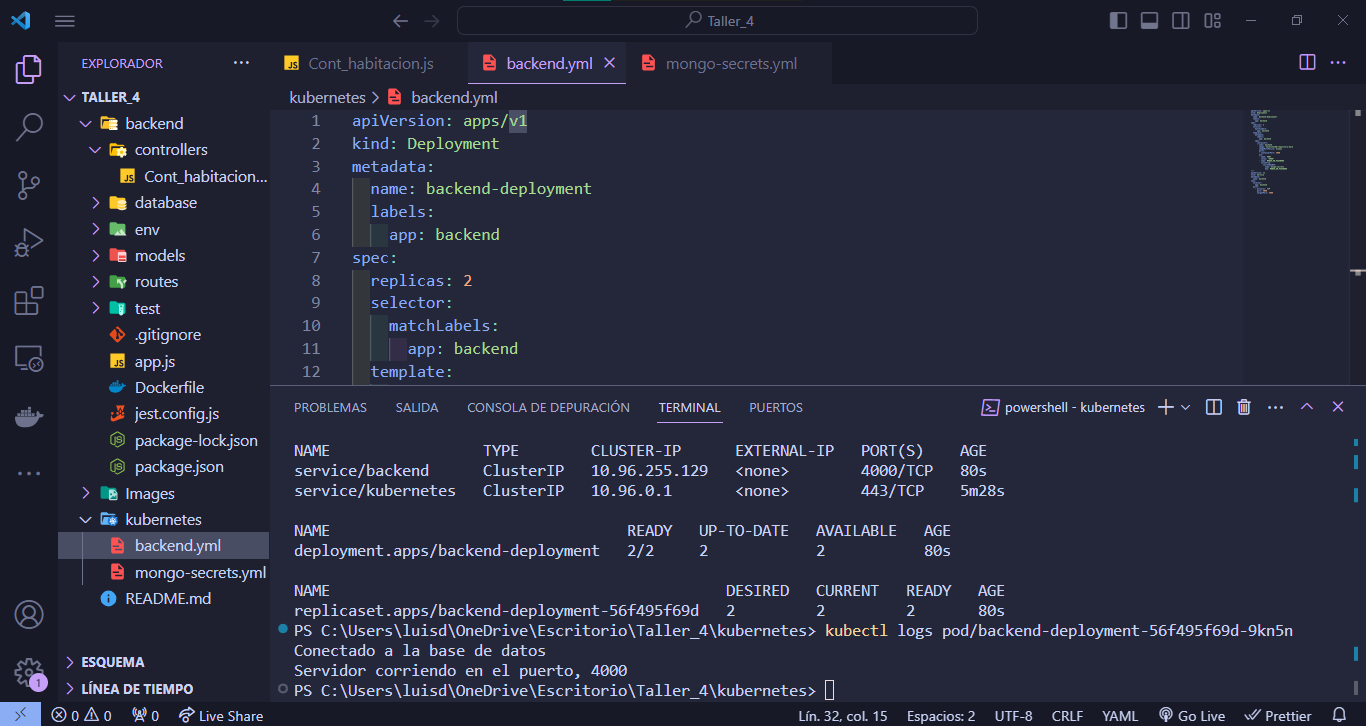 Taller_4
EXPLORADOR
TALLER_4
backend
controllers
Cont_habitacion...
database
env
models
routes
test
.gitignore
app.js
Dockerfile
jest.config.js
package-lock.json
package.json
Images
kubernetes
backend.yml
mongo-secrets.yml
README.md
ESQUEMA
LÍNEA DE TIEMPO
1
Cont_habitacion.js backend.yml mongo-secrets.yml
kubernetes > backend.yml
1 apiVersion: apps/v1
2 kind: Deployment
3 metadata:
4 name: backend-deployment
5 labels:
6 app: backend
7 spec:
8 replicas: 2
9 selector:
10 matchLabels:
11 app: backend
12 template:
PROBLEMAS SALIDA CONSOLA DE DEPURACIÓN TERMINAL PUERTOS powershell - kubernetes
NAME TYPE CLUSTER-IP EXTERNAL-IP PORT(S) AGE
service/backend ClusterIP 10.96.255.129 <none> 4000/TCP 80s
service/kubernetes ClusterIP 10.96.0.1 <none> 443/TCP 5m28s
NAME READY UP-TO-DATE AVAILABLE AGE
deployment.apps/backend-deployment 2/2 2 2 80s
NAME DESIRED CURRENT READY AGE
replicaset.apps/backend-deployment-56f495f69d 2 2 2 80s
PS C:\Users\luisd\OneDrive\Escritorio\Taller_4\kubernetes> kubectl logs pod/backend-deployment-56f495f69d-9kn5n
Conectado a la base de datos
Servidor corriendo en el puerto, 4000
PS C:\Users\luisd\OneDrive\Escritorio\Taller_4\kubernetes>
0 0 0 Live Share Lín. 32, col. 15 Espacios: 2 UTF-8 CRLF YAML Go Live Prettier